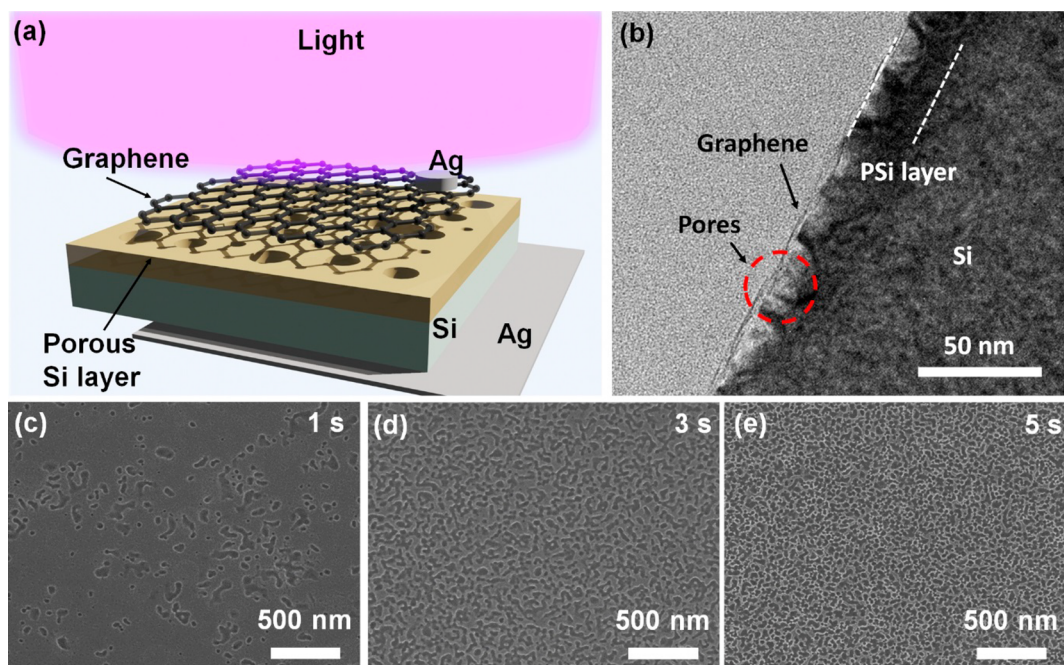 (a)
Light
Graphene
Ag
Porous
Si layer
Si
Ag
(b)
Graphene
PSi layer
Pores
Si
50 nm
(c)
1 s
500 nm
(d)
3 s
500 nm
(e)
5 s
500 nm